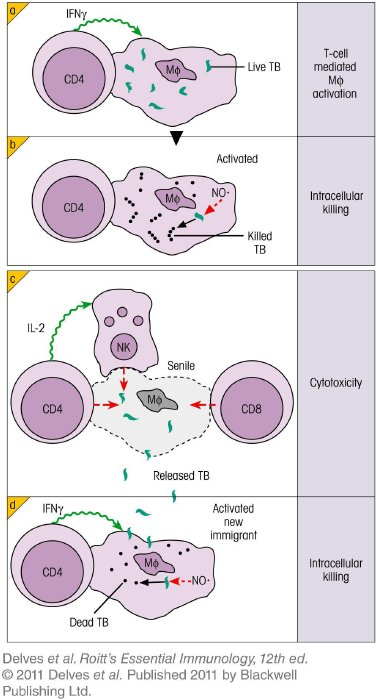 a
IFNγ
CD4
Mϕ
Live TB
T-cell
mediated
Mϕ
activation
b
Activated
CD4
Mϕ
NO·
Killed
TB
Intracellular
killing
c
IL-2
NK
Senile
CD4
Mϕ
CD8
Cytotoxicity
Released TB
d
IFNγ
Activated
new
immigrant
CD4
Mϕ
NO·
Dead TB
Intracellular
killing
Delves et al. Roitt's Essential Immunology, 12th ed.
© 2011 Delves et al. Published 2011 by Blackwell
Publishing Ltd.